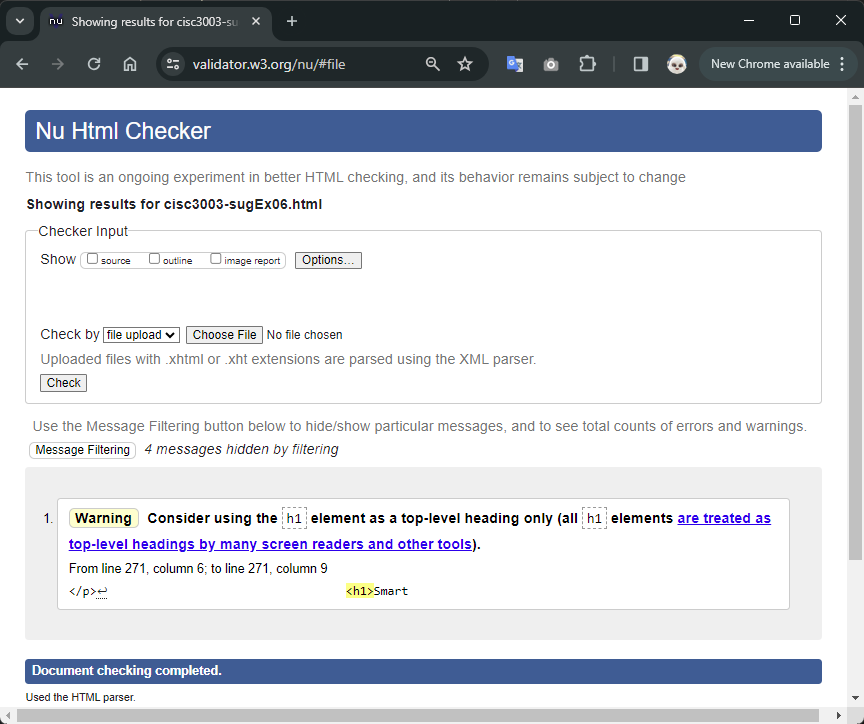 nu Showing results for cisc3003-su
validator.w3.org/nu/#file
New Chrome available
Nu Html Checker
This tool is an ongoing experiment in better HTML checking, and its behavior remains subject to change
Showing results for cisc3003-sugEx06.html
Checker Input
Show source outline image report Options...
Check by file upload Choose File No file chosen
Uploaded files with .xhtml or .xht extensions are parsed using the XML parser.
Check
Use the Message Filtering button below to hide/show particular messages, and to see total counts of errors and warnings.
Message Filtering 4 messages hidden by filtering
1. Warning Consider using the h1 element as a top-level heading only (all h1 elements are treated as
top-level headings by many screen readers and other tools).
From line 271, column 6; to line 271, column 9
</p>↩ <h1>Smart
Document checking completed.
Used the HTML parser.